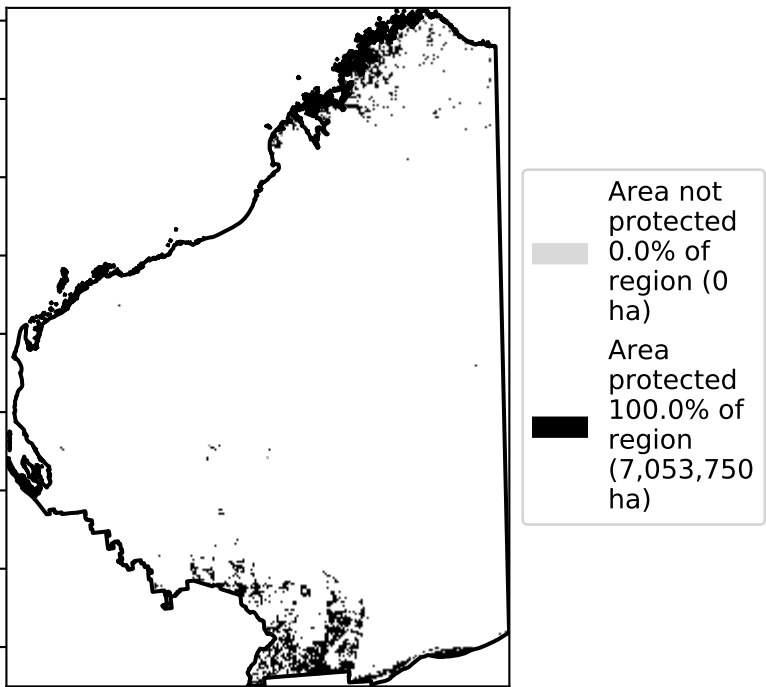 Area not
protected
0.0% of
region (0
ha)
Area
protected
100.0% of
region
(7,053,750
ha)